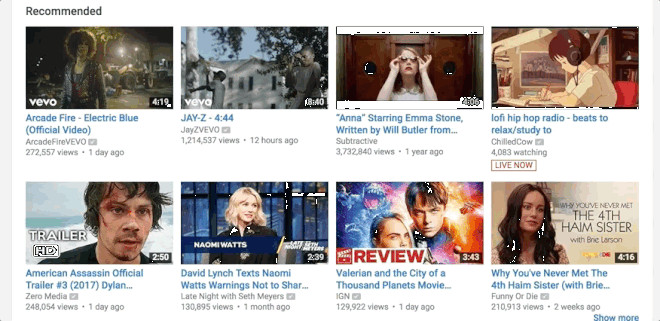 Recommended
vevo
4:19
vevo
Arcade Fire - Electric Blue
(Official Video)
ArcadeFireVEVO
272,557 views • 1 day ago
JAY-Z - 4:44
JayZVEVO
1,214,537 views • 12 hours ago
"Anna" Starring Emma Stone,
Written by Will Butler from...
Subtractive
3,732,840 views • 1 year ago
lofi hip hop radio - beats to
relax/study to
ChilledCow
4,083 watching
LIVE NOW
TRAILER
HD
2:50
NAOMI WATTS
2:39
REVIEW
3:43
WHY YOU'VE NEVER MET
THE 4TH
HAIM SISTER
with Brie Larson
4:16
American Assassin Official
Trailer #3 (2017) Dylan...
Zero Media
248,054 views • 1 day ago
David Lynch Texts Naomi
Watts Warnings Not to Shar...
Late Night with Seth Meyers
130,895 views • 1 month ago
Valerian and the City of a
Thousand Planets Movie...
IGN
129,922 views • 1 day ago
Why You've Never Met The
4th Haim Sister (with Brie...
Funny Or Die
210,913 views • 2 weeks ago
Show more